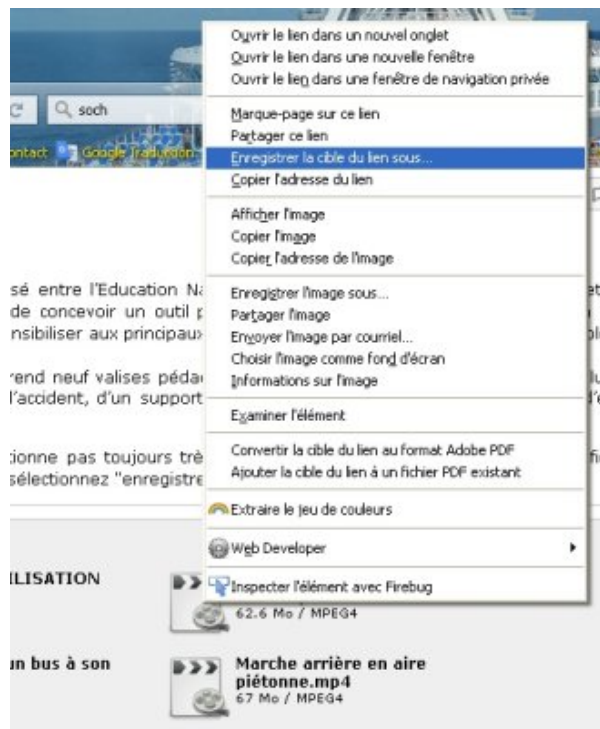 Ouvrir le lien dans un nouvel onglet
Ouvrir le lien dans une nouvelle fenêtre
Ouvrir le lien dans une fenêtre de navigation privée
soch
Marque-page sur ce lien
ontact Google Traduction
Partager ce lien
Enregistrer la cible du lien sous...
Copier l'adresse du lien
Afficher l'image
Copier l'image
Copier l'adresse de l'image
sé entre l'Education Na
Enregistrer l'image sous...
de concevoir un outil p
Partager l'image
nsibiliser aux principaux
Envoyer l'image par courriel...
Choisir l'image comme fond d'écran
rend neuf valises péda
Informations sur l'image
l'accident, d'un support
Examiner l'élément
tionne pas toujours trè
Convertir la cible du lien au format Adobe PDF
sélectionnez "enregistre
Ajouter la cible du lien à un fichier PDF existant
Extraire le jeu de couleurs
Web Developer
ILISATION
Inspecter l'élément avec Firebug
62.6 Mo / MPEG4
un bus à son
Marche arrière en aire
piétonne.mp4
67 Mo / MPEG4